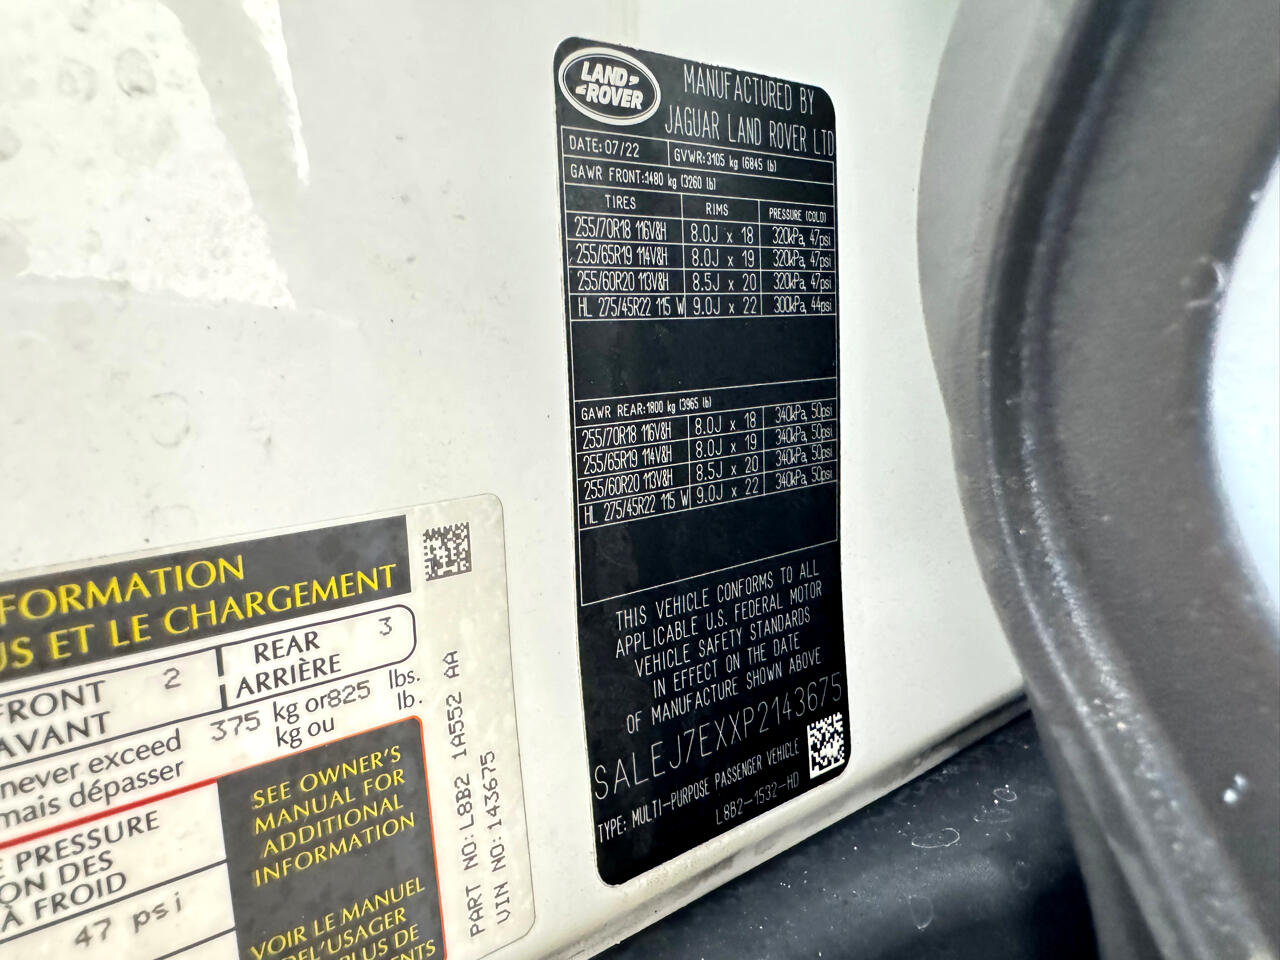 LAND ROVER
MANUFACTURED BY
JAGUAR LAND ROVER LTD
DATE: 07/22 GVWR: 3105 kg (6845 lb)
GAWR FRONT: 1480 kg (3260 lb)
TIRES RIMS PRESSURE (COLD)
255/70R18 116V&H 8.0J x 18 320kPa, 47psi
255/65R19 114V&H 8.0J x 19 320kPa, 47psi
255/60R20 113V&H 8.5J x 20 320kPa, 47psi
HL 275/45R22 115 W 9.0J x 22 300kPa, 44psi
GAWR REAR: 1800 kg (3965 lb)
255/70R18 116V&H 8.0J x 18 340kPa, 50psi
255/65R19 114V&H 8.0J x 19 340kPa, 50psi
255/60R20 113V&H 8.5J x 20 340kPa, 50psi
HL 275/45R22 115 W 9.0J x 22 340kPa, 50psi
THIS VEHICLE CONFORMS TO ALL
APPLICABLE U.S. FEDERAL MOTOR
VEHICLE SAFETY STANDARDS
IN EFFECT ON THE DATE
OF MANUFACTURE SHOWN ABOVE
SALEJ7EXXP2143675
TYPE: MULTI-PURPOSE PASSENGER VEHICLE
L8B2-1532-HD
FORMATION
US ET LE CHARGEMENT
FRONT 2 REAR 3
AVANT ARRIÈRE
never exceed 375 kg or 825 lbs.
mais dépasser kg ou lb.
E PRESSURE
ON DES
À FROID
47 psi
SEE OWNER'S
MANUAL FOR
ADDITIONAL
INFORMATION
VOIR LE MANUEL
DEL'USAGER
PLUS DE
PART NO: L8B2 1A552 AA
VIN NO: 143675